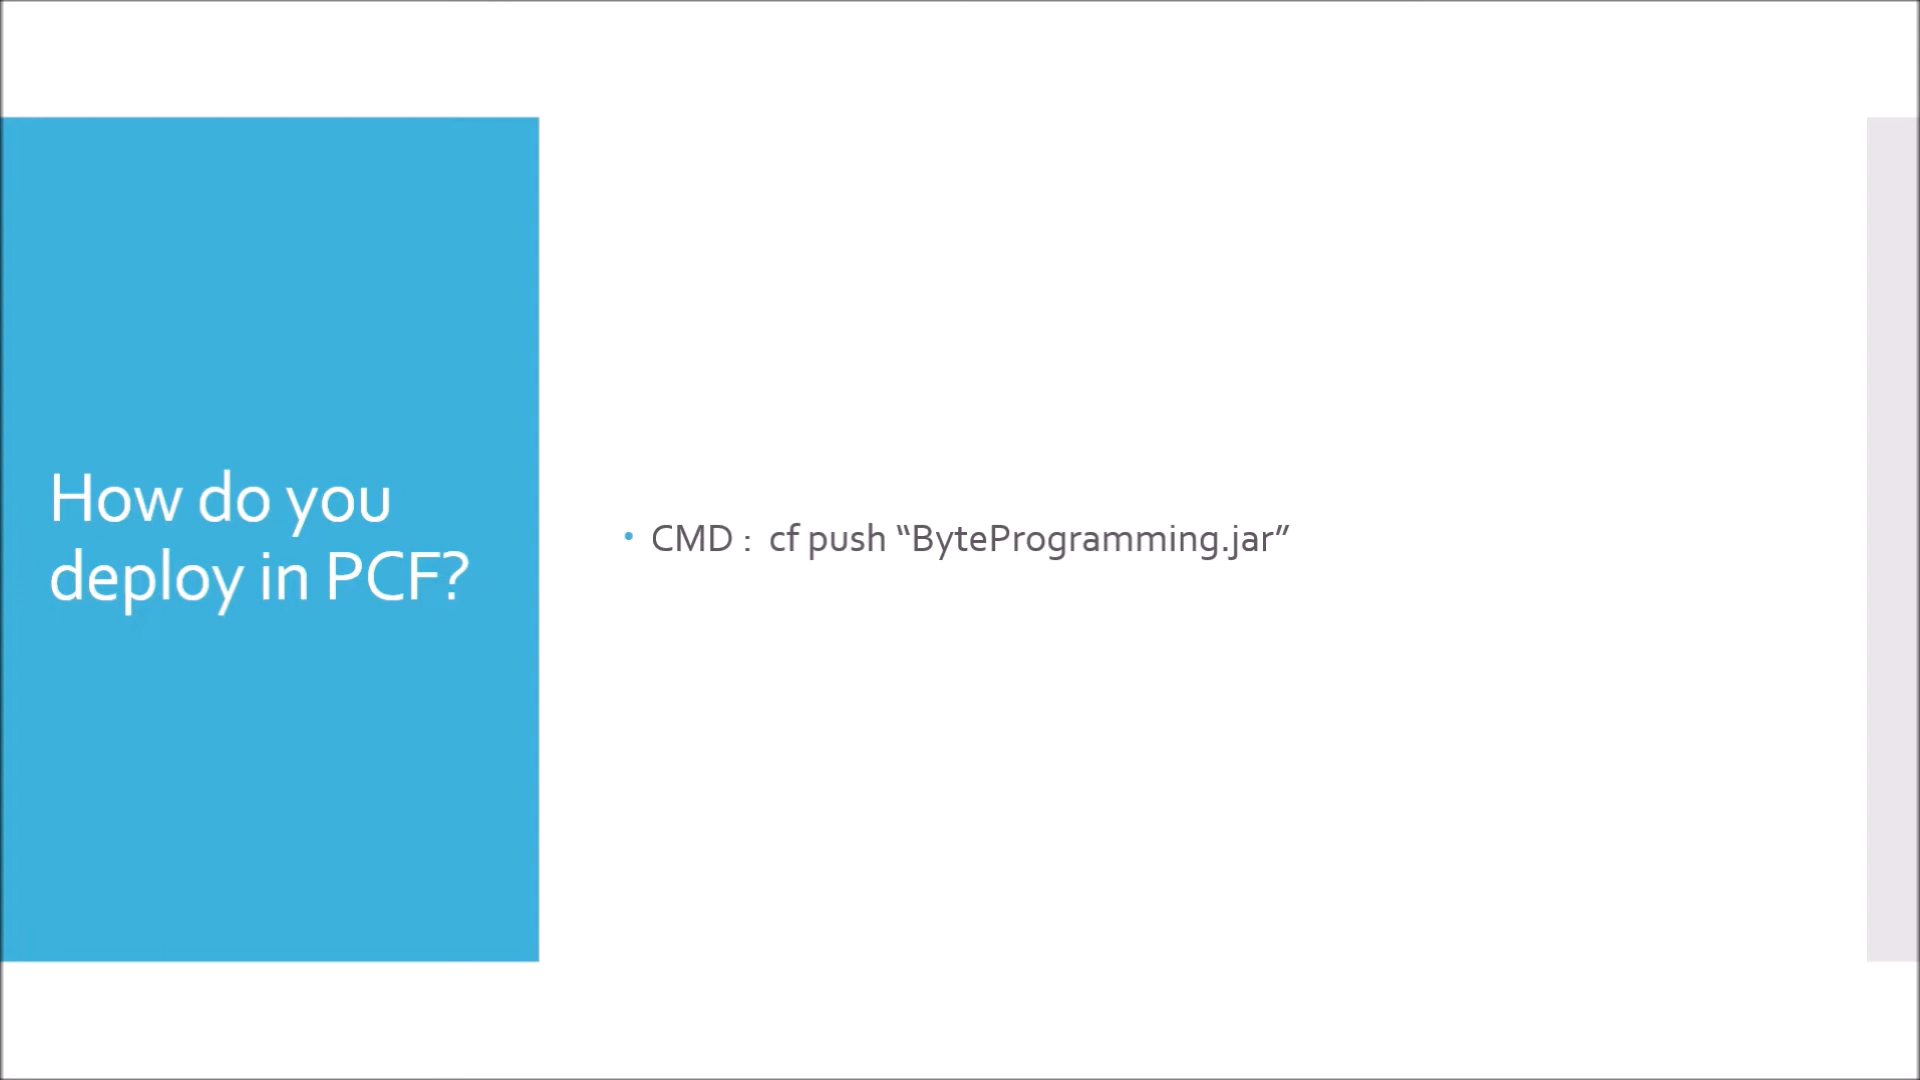 How do you
deploy in PCF?
• CMD :  cf push “ByteProgramming.jar”